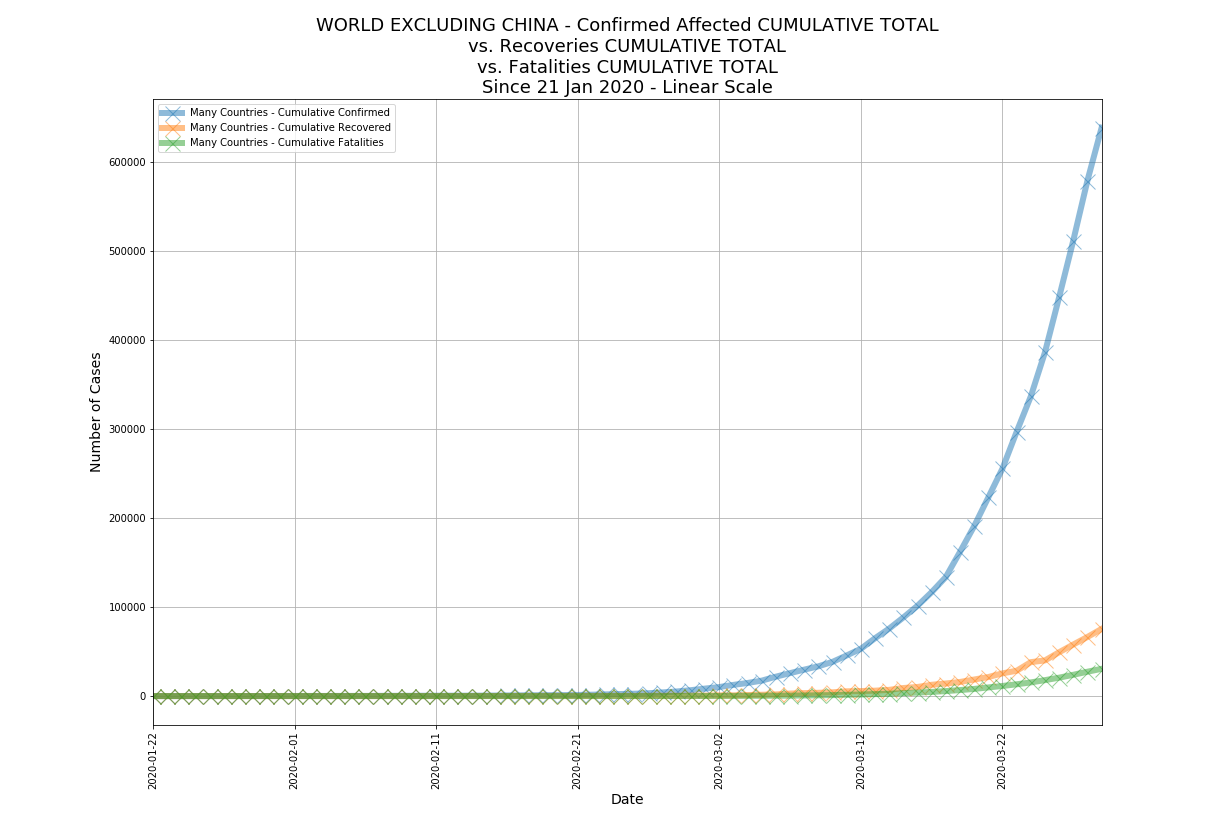 WORLD EXCLUDING CHINA - Confirmed Affected CUMULATIVE TOTAL
vs. Recoveries CUMULATIVE TOTAL
vs. Fatalities CUMULATIVE TOTAL
Since 21 Jan 2020 - Linear Scale
Many Countries - Cumulative Confirmed
Many Countries - Cumulative Recovered
Many Countries - Cumulative Fatalities
600000
500000
400000
300000
200000
100000
0
Number of Cases
2020-01-22
2020-02-01
2020-02-11
2020-02-21
2020-03-02
2020-03-12
2020-03-22
Date